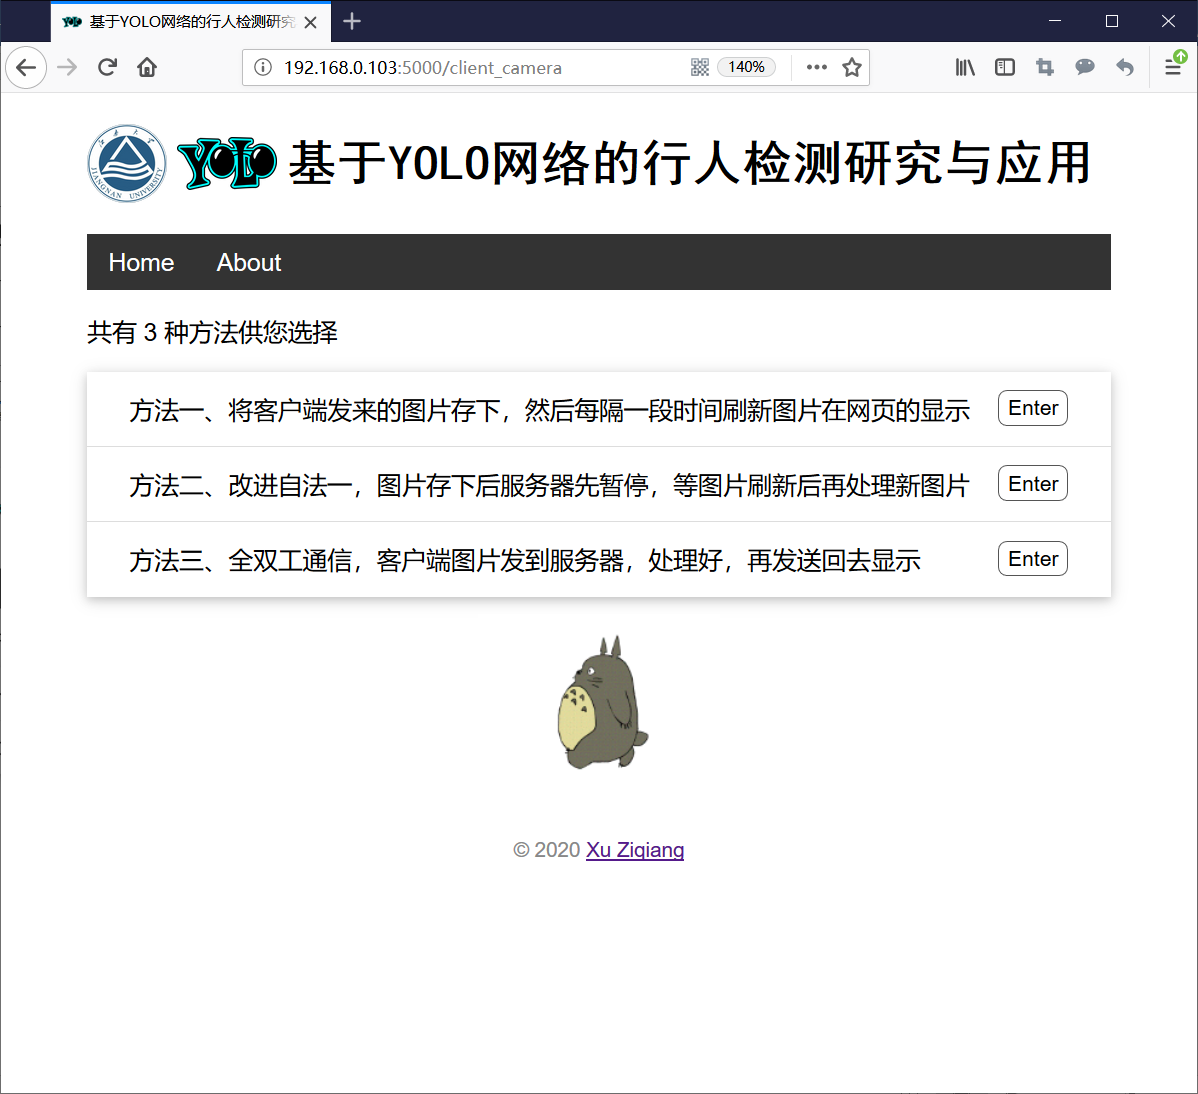 基于YOLO网络的行人检测研究
192.168.0.103:5000/client_camera
140%
江南大学
JIANGNAN UNIVERSITY
YOLO
基于YOLO网络的行人检测研究与应用
Home About
共有 3 种方法供您选择
方法一、将客户端发来的图片存下，然后每隔一段时间刷新图片在网页的显示 Enter
方法二、改进自法一，图片存下后服务器先暂停，等图片刷新后再处理新图片 Enter
方法三、全双工通信，客户端图片发到服务器，处理好，再发送回去显示 Enter
© 2020 Xu Ziqiang